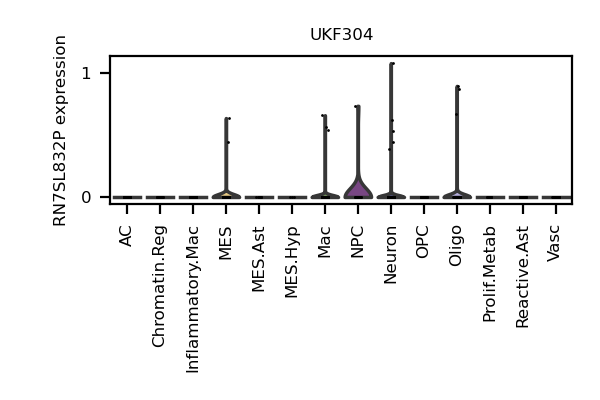 UKF304
RN7SL832P expression
1
0
AC
Chromatin.Reg
Inflammatory.Mac
MES
MES.Ast
MES.Hyp
Mac
NPC
Neuron
OPC
Oligo
Prolif.Metab
Reactive.Ast
Vasc